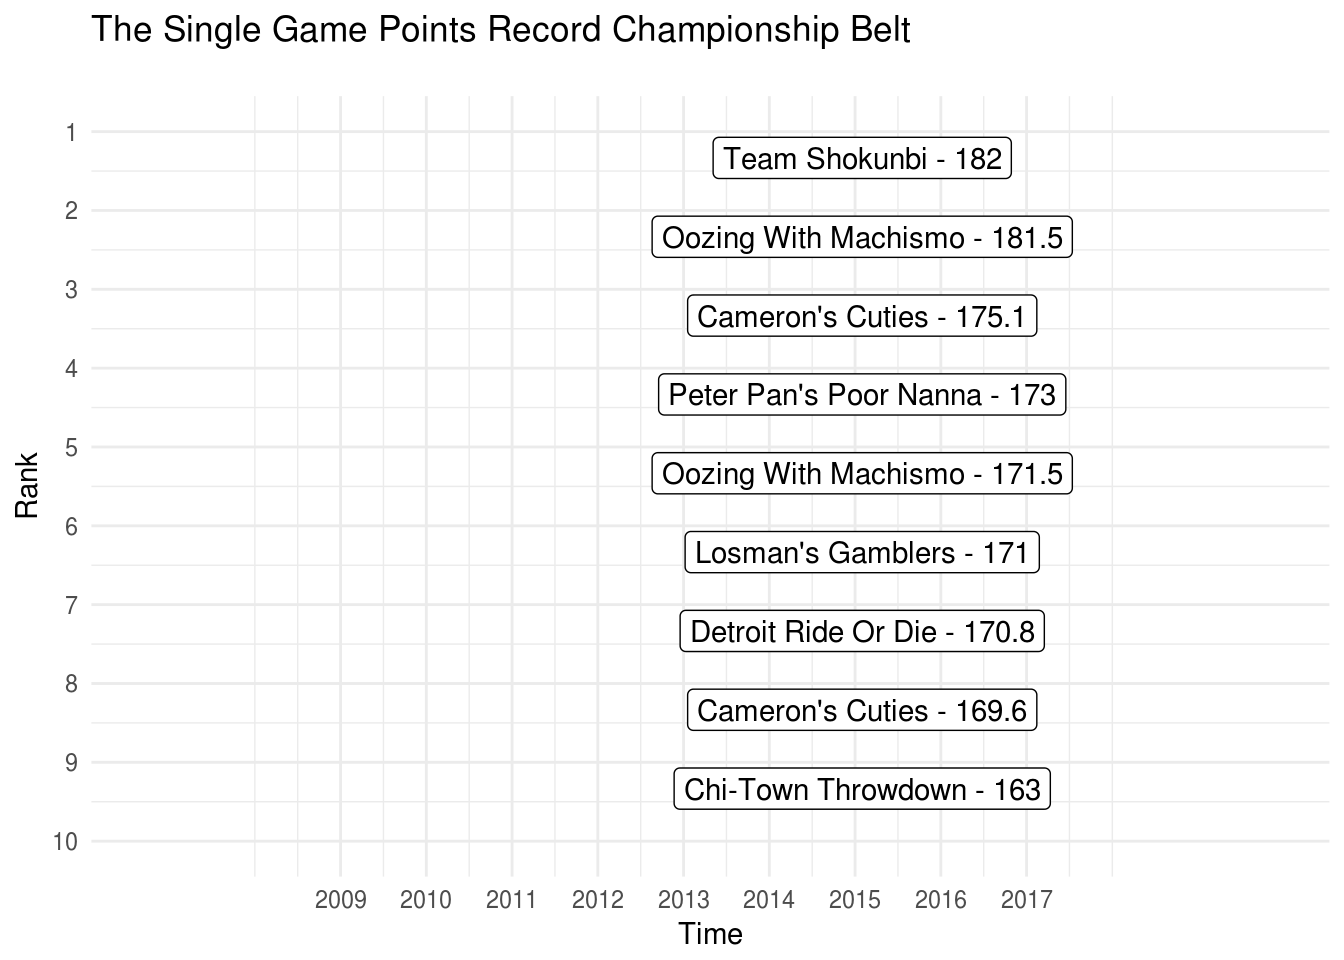 The Single Game Points Record Championship Belt
1
Team Shokunbi - 182
2
Oozing With Machismo - 181.5
3
Cameron's Cuties - 175.1
4
Peter Pan's Poor Nanna - 173
5
Rank
Oozing With Machismo - 171.5
6
Losman's Gamblers - 171
7
Detroit Ride Or Die - 170.8
8
Cameron's Cuties - 169.6
9
Chi-Town Throwdown - 163
10
2009 2010 2011 2012 2013 2014 2015 2016 2017
Time